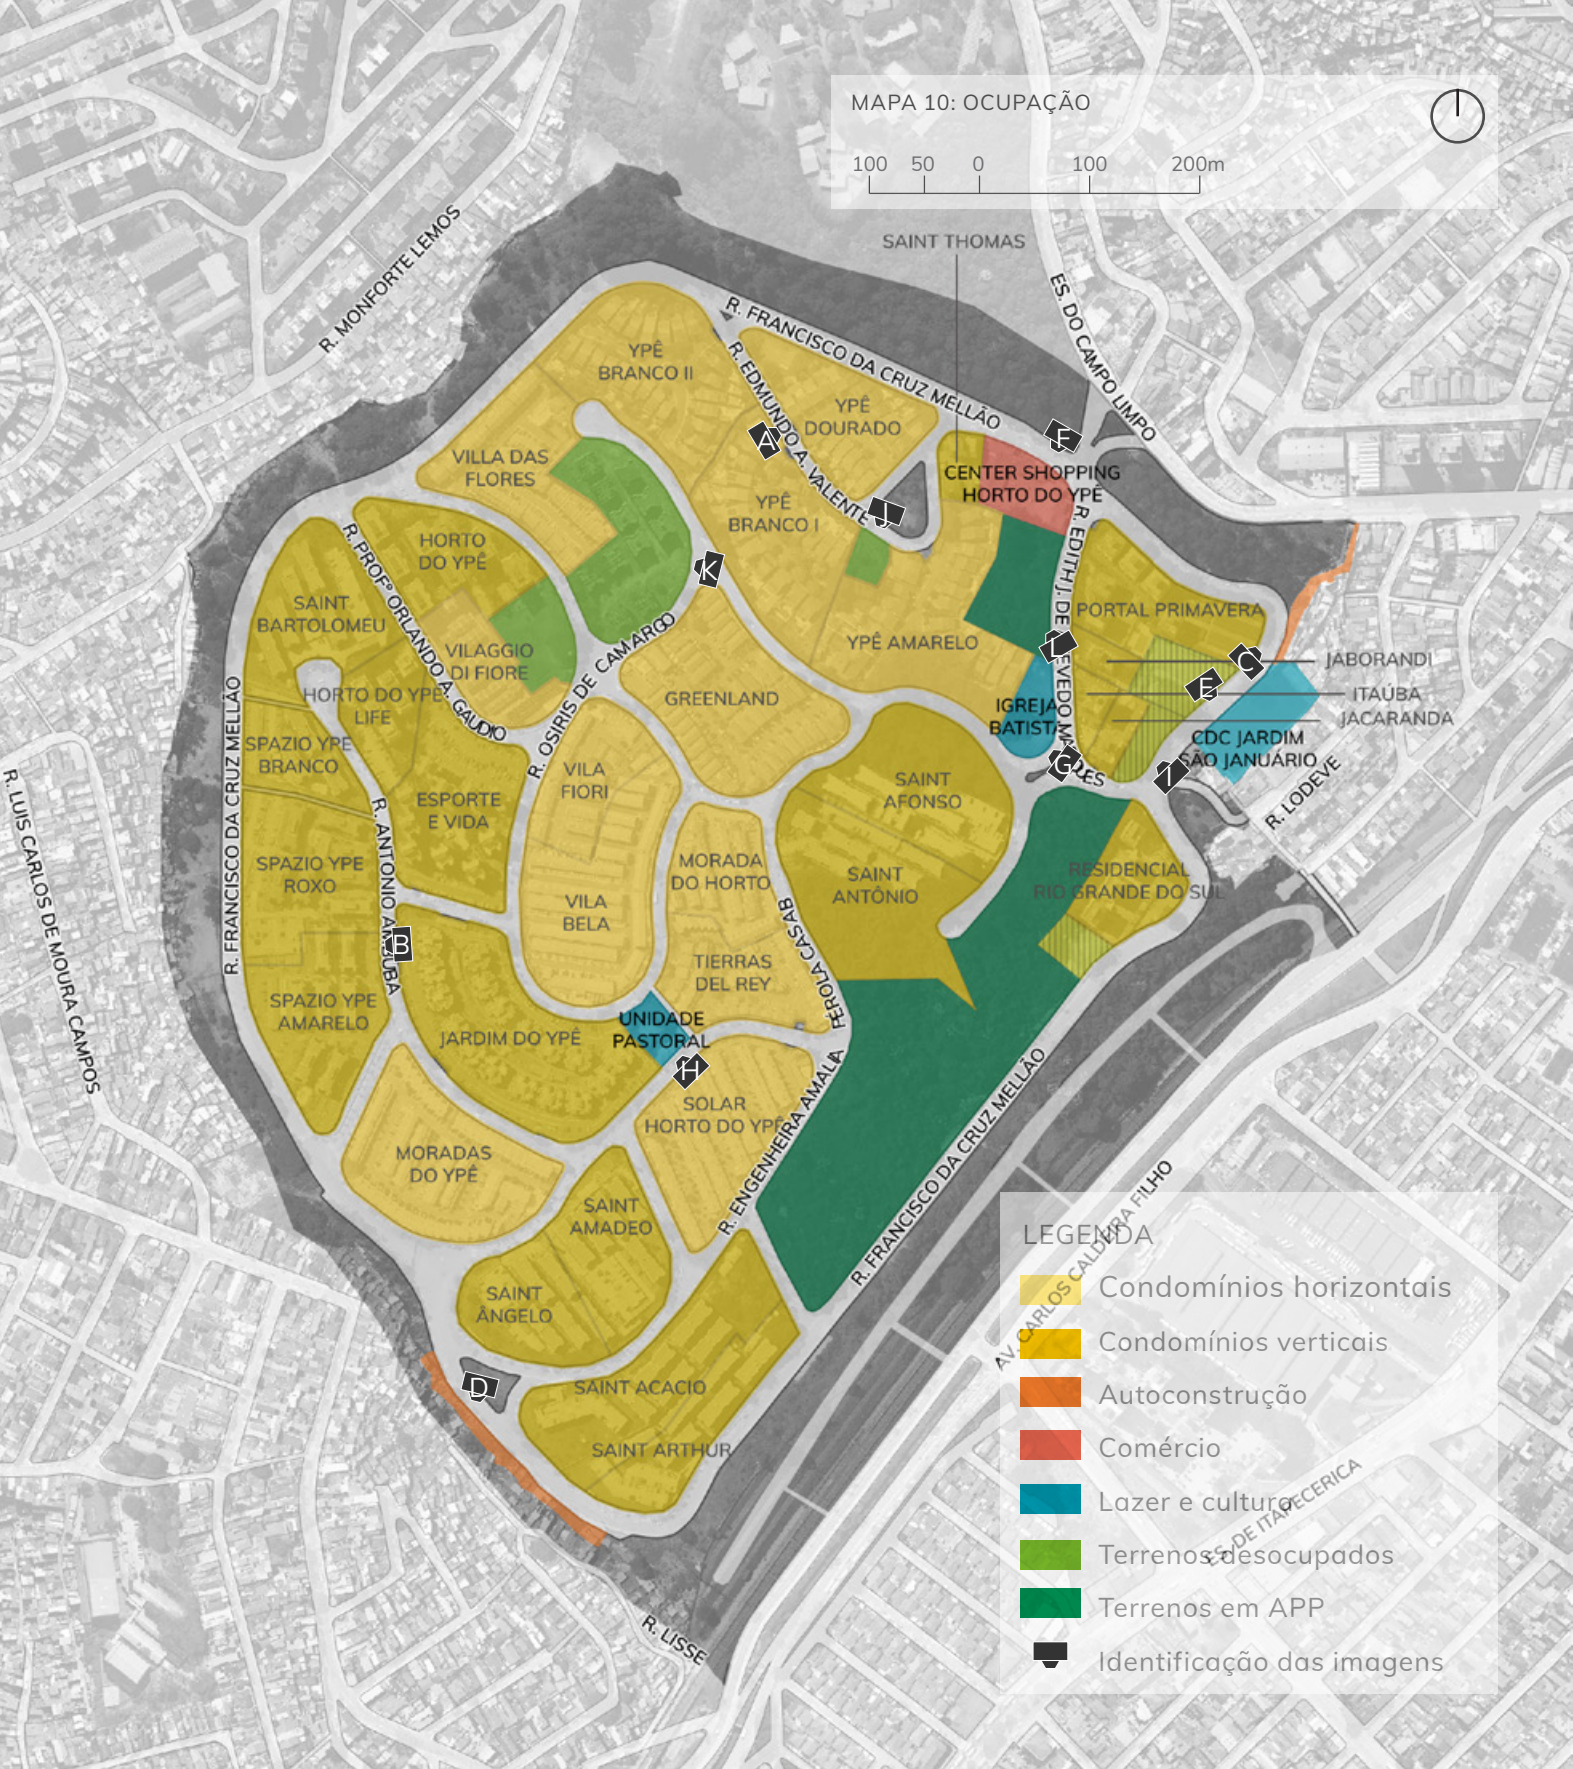 MAPA 10: OCUPAÇÃO
100 50 0 100 200m
SAINT THOMAS
R. MONFORTE LEMOS
ES. DO CAMPO LIMPO
R. FRANCISCO DA CRUZ MELLÃO
R. EDMUNDO A. VALENTE
YPÊ
BRANCO II
YPÊ
DOURADO
A
F
J
CENTER SHOPPING
HORTO DO YPÊ
VILLA DAS
FLORES
YPÊ
BRANCO I
HORTO
DO YPÊ
K
R. PROFº ORLANDO A. GAUDIO
SAINT
BARTOLOMEU
VILAGGIO
DI FIORE
R. OSIRIS DE CAMARGO
YPÊ AMARELO
L
R. EDITH J. DE
EVEDO MA
ES
PORTAL PRIMAVERA
C
E
JABORANDI
ITAÚBA
JACARANDA
HORTO DO YPÊ
LIFE
GREENLAND
IGREJA
BATISTA
CDC JARDIM
SÃO JANUÁRIO
G
I
R. LODEVE
SPAZIO YPE
BRANCO
R. FRANCISCO DA CRUZ MELLÃO
R. LUIS CARLOS DE MOURA CAMPOS
VILA
FIORI
SAINT
AFONSO
ESPORTE
E VIDA
R. ANTONIO AMBUBA
SPAZIO YPE
ROXO
MORADA
DO HORTO
SAINT
ANTÔNIO
RESIDENCIAL
RIO GRANDE DO SUL
VILA
BELA
B
TIERRAS
DEL REY
R. ENGENHEIRA AMALIA PEROLA CASAB
SPAZIO YPE
AMARELO
JARDIM DO YPÊ
UNIDADE
PASTORAL
H
SOLAR
HORTO DO YPÊ
MORADAS
DO YPÊ
R. FRANCISCO DA CRUZ MELLÃO
SAINT
AMADEO
SAINT
ÂNGELO
D
SAINT ACACIO
SAINT ARTHUR
R. LISSE
AV. CARLOS CALDEIRA FILHO
ES. DE ITAPECERICA
LEGENDA
Condomínios horizontais
Condomínios verticais
Autoconstrução
Comércio
Lazer e cultura
Terrenos desocupados
Terrenos em APP
Identificação das imagens